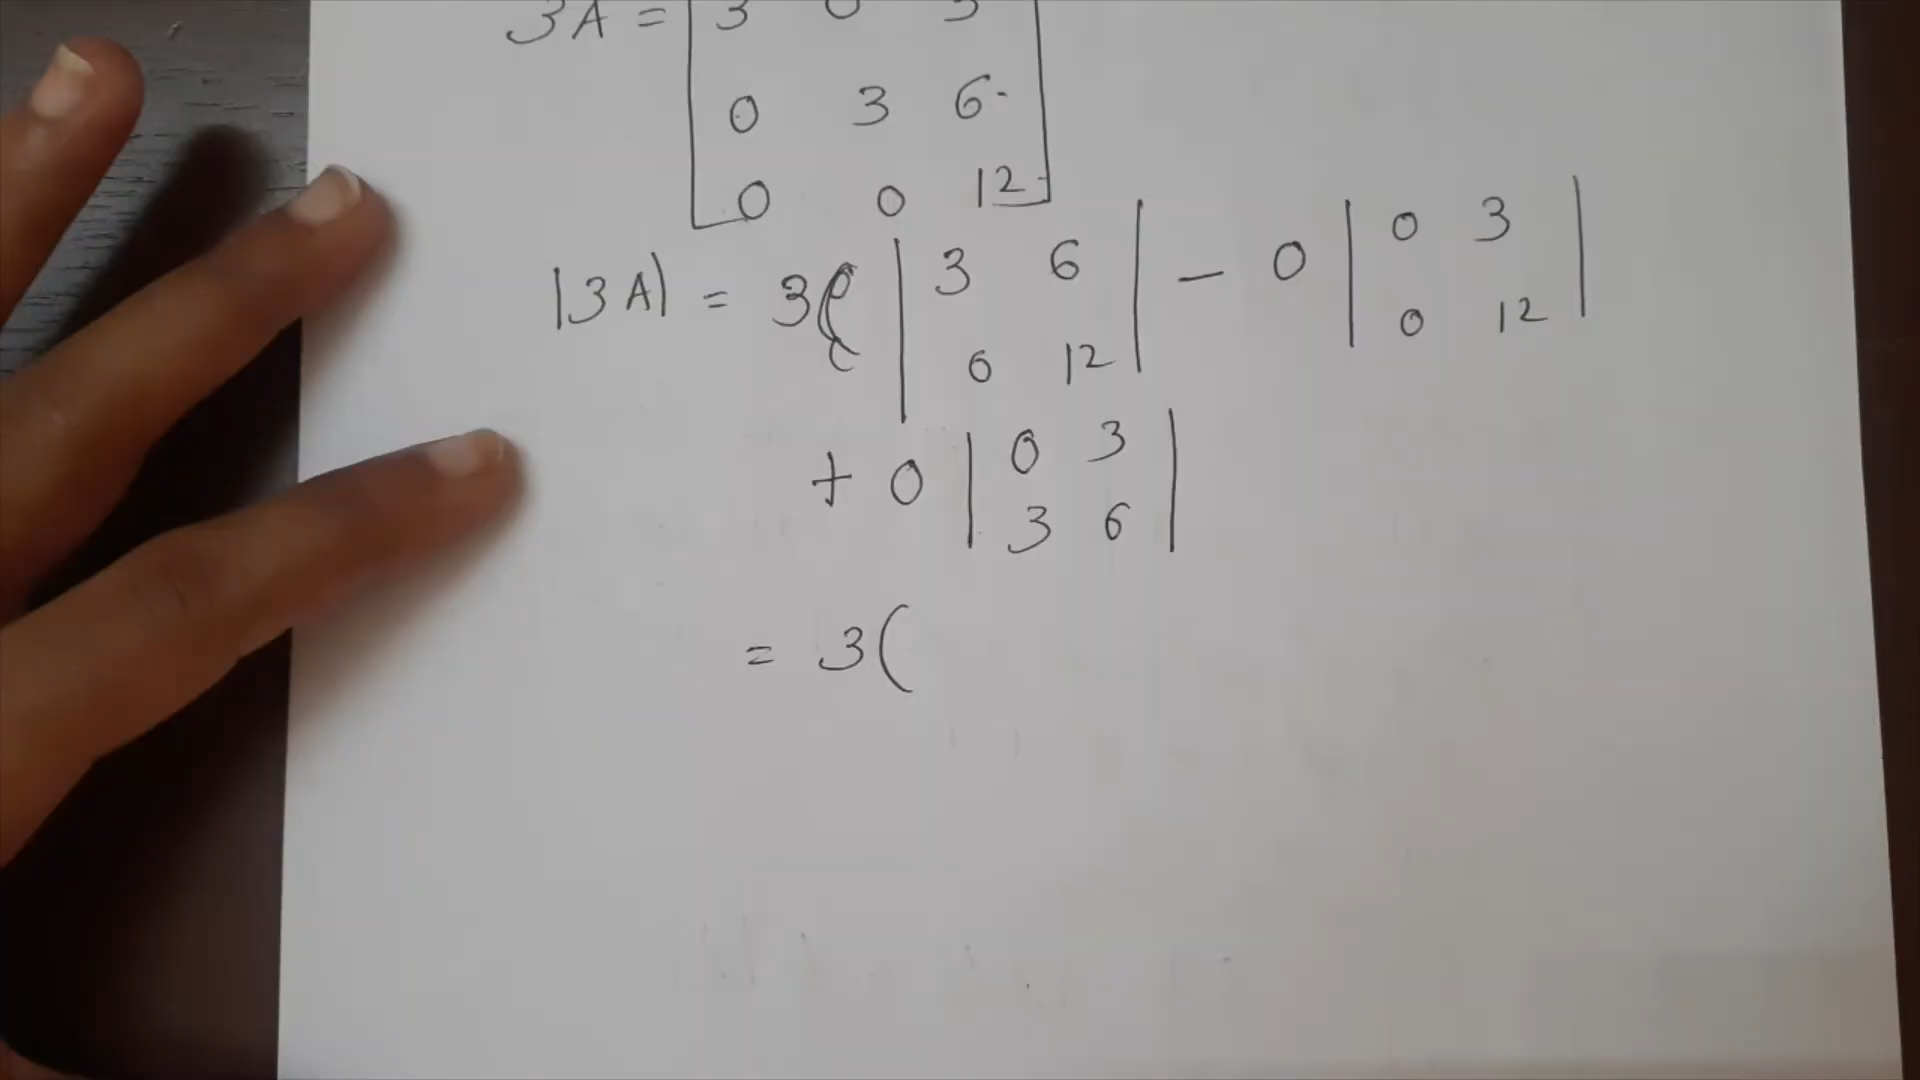 3A = 3 0 3
0 3 6
0 0 12
|3A| = 3( | 3 6 | - 0 | 0 3 |
0 12 0 12
+ 0 | 0 3 |
3 6
= 3(